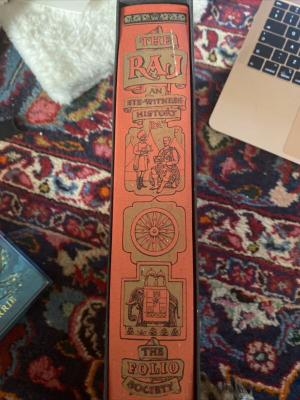 THE
RAJ
AN
EYE-WITNESS
HISTORY
THE
FOLIO
SOCIETY